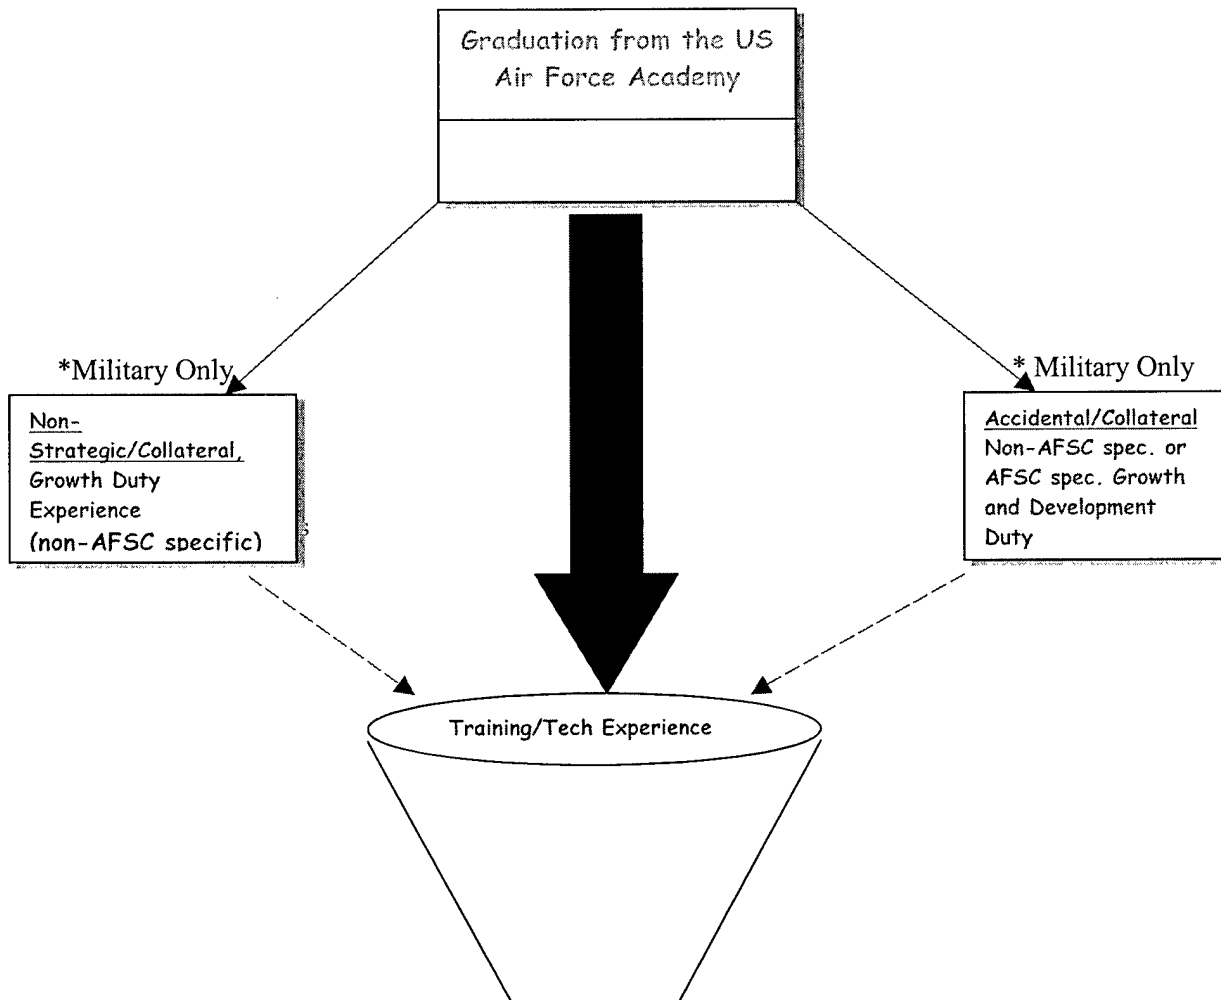 Graduation from the US
Air Force Academy
*Military Only
* Military Only
Non-
Strategic/Collateral,
Growth Duty
Experience
(non-AFSC specific)
s
Accidental/Collateral
Non-AFSC spec. or
AFSC spec. Growth
and Development
Duty
Training/Tech Experience